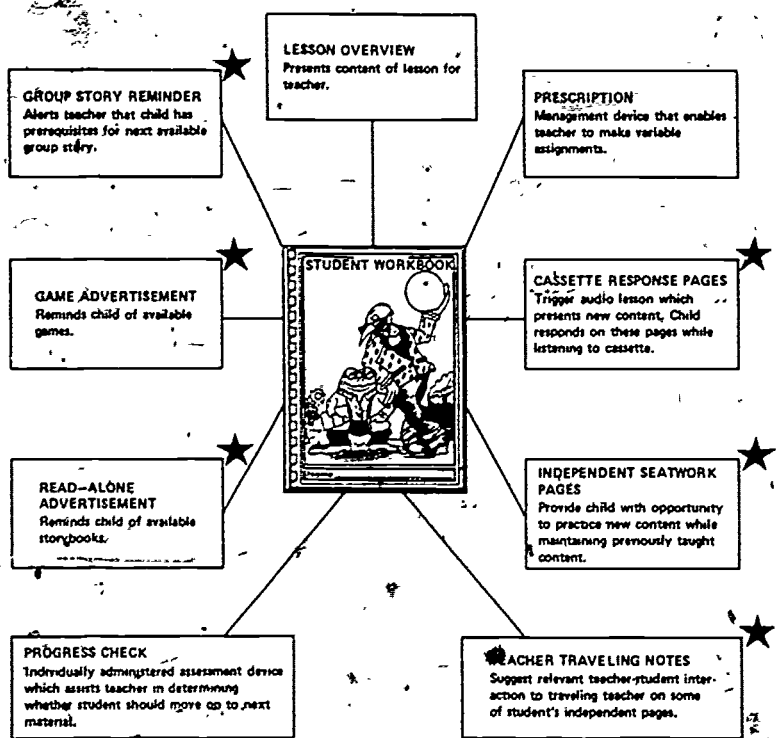 LESSON OVERVIEW
Presents content of lesson for
teacher.
GROUP STORY REMINDER
Alerts teacher that child has
prerequisites for next available
group story.
PRESCRIPTION
Management device that enables
teacher to make variable
assignments.
STUDENT WORKBOOK
GAME ADVERTISEMENT
Reminds child of available
games.
CASSETTE RESPONSE PAGES
Trigger audio lesson which
presents new content. Child
responds on these pages while
listening to cassette.
READ-ALONE
ADVERTISEMENT
Reminds child of available
storybooks.
INDEPENDENT SEATWORK
PAGES
Provide child with opportunity
to practice new content while
maintaining previously taught
content.
PROGRESS CHECK
Individually administered assessment device
which assists teacher in determining
whether student should move on to next
material.
TEACHER TRAVELING NOTES
Suggest relevant teacher-student inter-
action to traveling teacher on some
of student's independent pages.